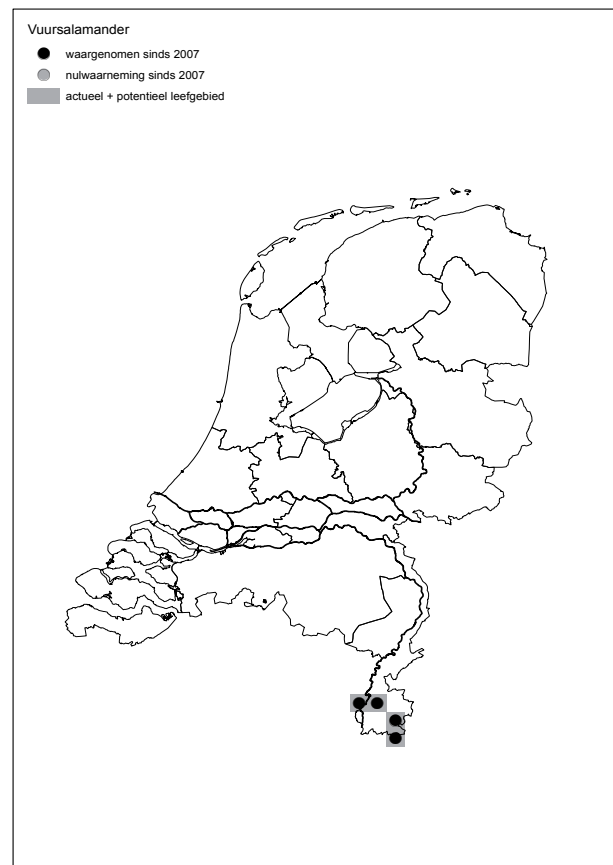 Vuursalamander
waargenomen sinds 2007
nulwaarneming sinds 2007
actueel + potentieel leefgebied